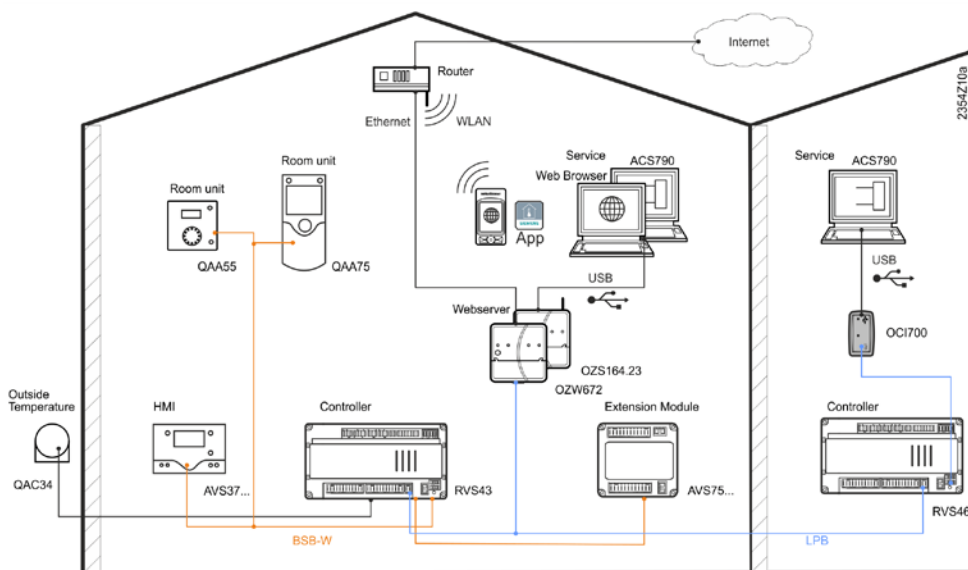 Internet
2354Z10a
Router
Ethernet
WLAN
Room unit
Room unit
QAA55
QAA75
Service
ACS790
Web Browser
App
Service
ACS790
USB
USB
Webserver
OCI700
OZS164.23
OZW672
Outside
Temperature
HMI
Controller
Extension Module
Controller
QAC34
AVS37...
RVS43
AVS75...
RVS46
BSB-W
LPB